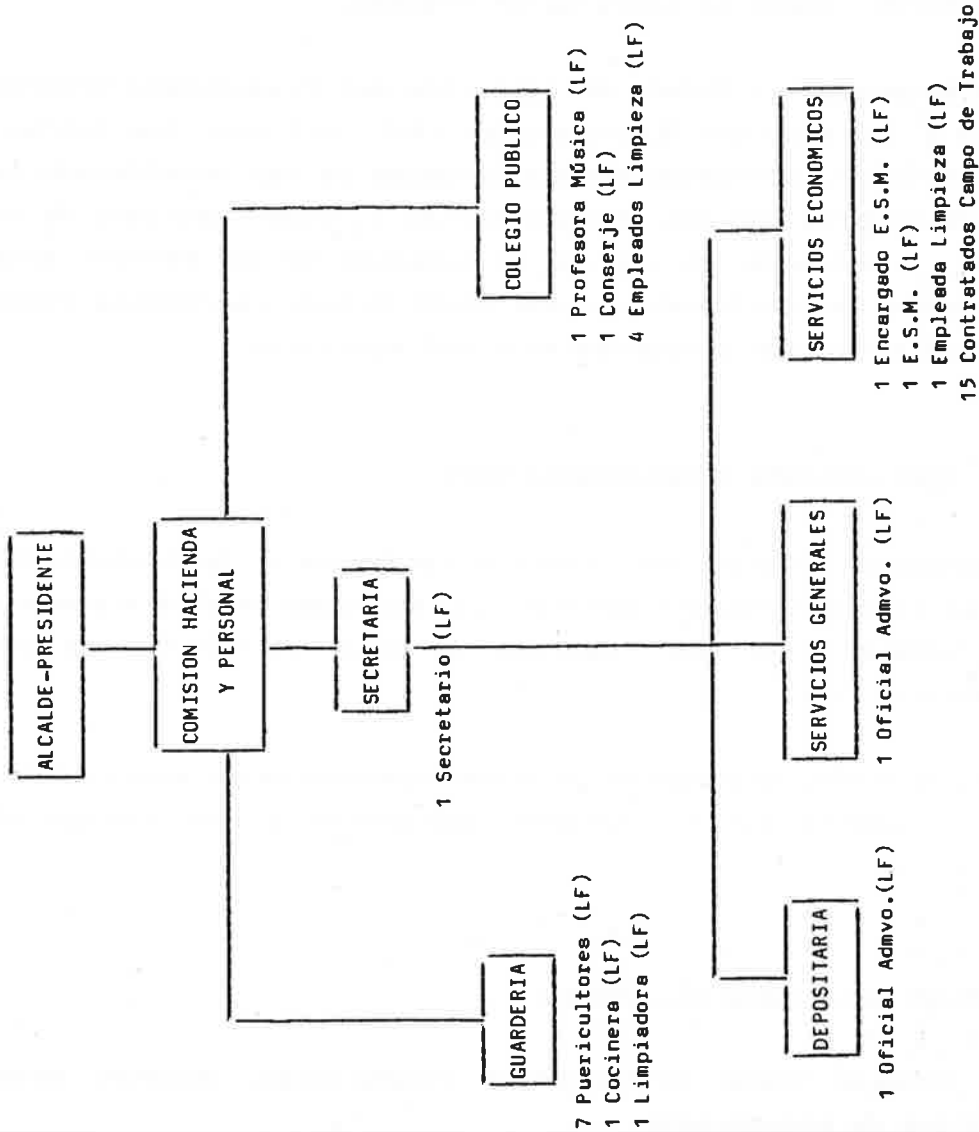 ALCALDE-PRESIDENTE
COMISION HACIENDA
Y PERSONAL
GUARDERIA
7 Puericultores (LF)
1 Cocinera (LF)
1 Limpiadora (LF)
SECRETARIA
1 Secretario (LF)
COLEGIO PUBLICO
1 Profesora Música (LF)
1 Conserje (LF)
4 Empleados Limpieza (LF)
DEPOSITARIA
1 Oficial Admvo.(LF)
SERVICIOS GENERALES
1 Oficial Admvo. (LF)
SERVICIOS ECONOMICOS
1 Encargado E.S.M. (LF)
1 E.S.M. (LF)
1 Empleada Limpieza (LF)
15 Contratados Campo de Trabajo